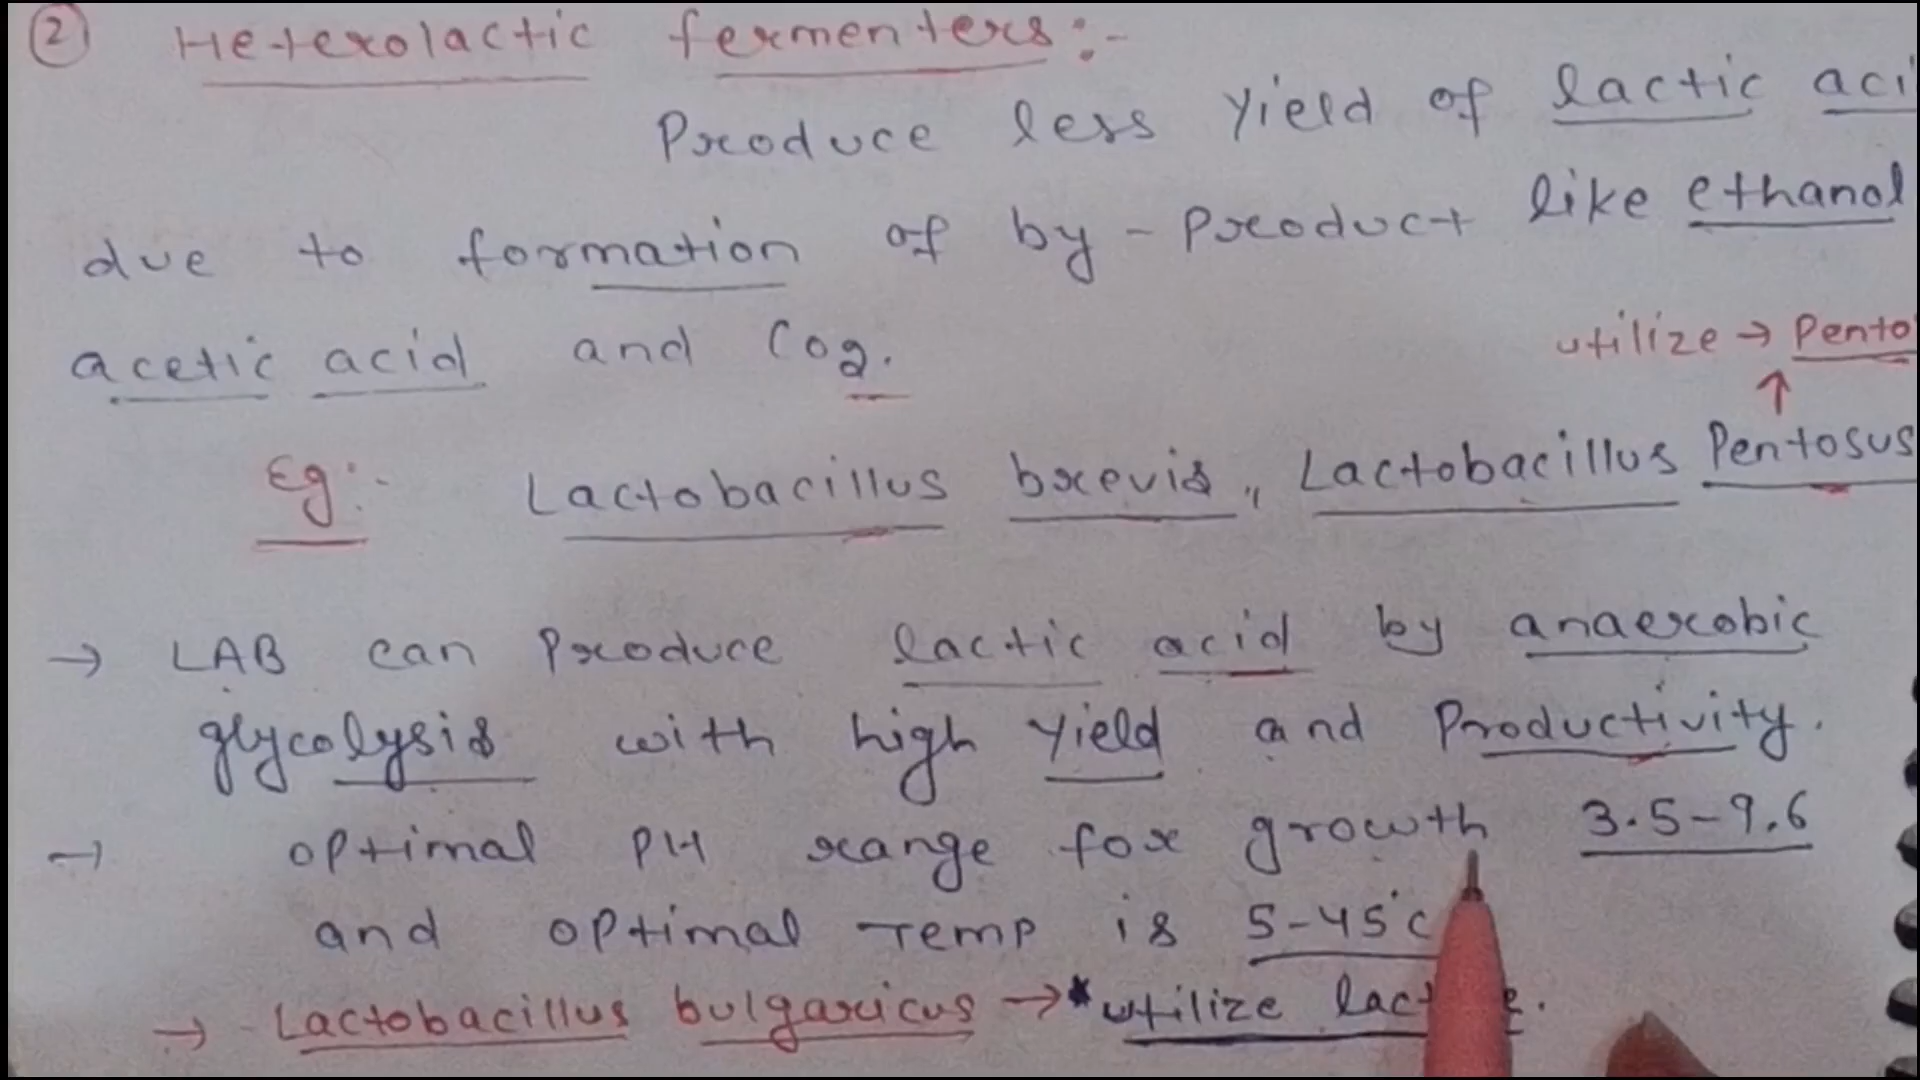 ② Heterolactic fermenters:-
Produce less yield of lactic aci
due to formation of by-Product like ethanol
acetic acid and Co2.
utilize → Pento
↑
Eg:- Lactobacillus brevis, Lactobacillus Pentosus
→ LAB can Produce lactic acid by anaerobic
glycolysis with high yield and Productivity.
→ optimal PH range for growth 3.5-9.6
and optimal Temp is 5-45°c
→ Lactobacillus bulgaricus → *utilize